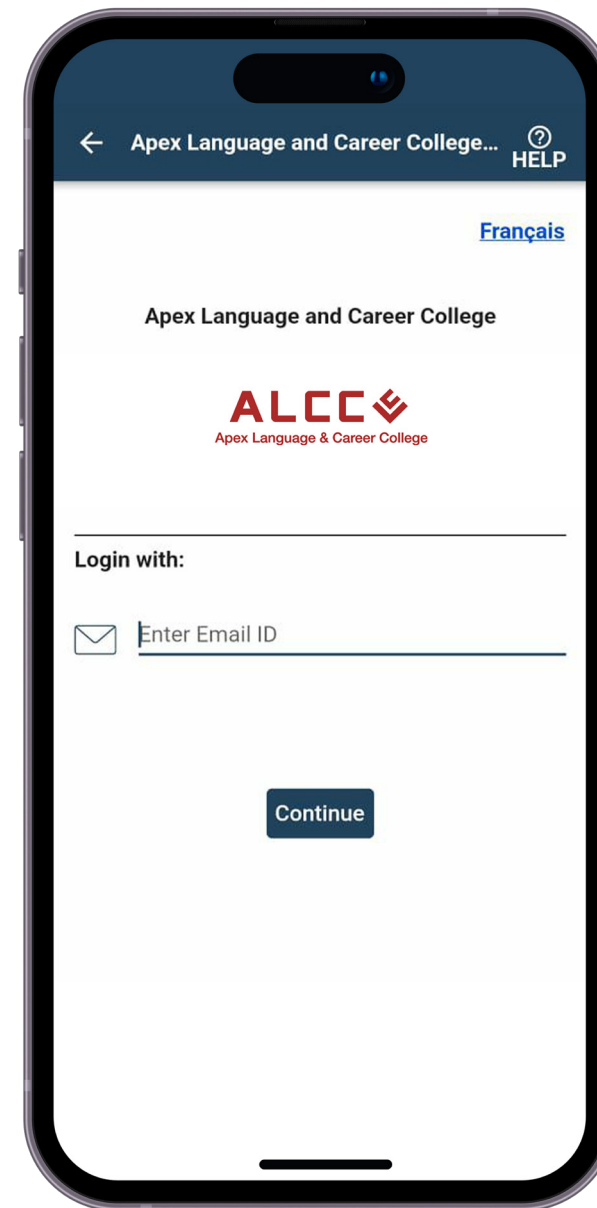 Apex Language and Career College...
HELP
Français
Apex Language and Career College
ALCC
Apex Language & Career College
Login with:
Enter Email ID
Continue